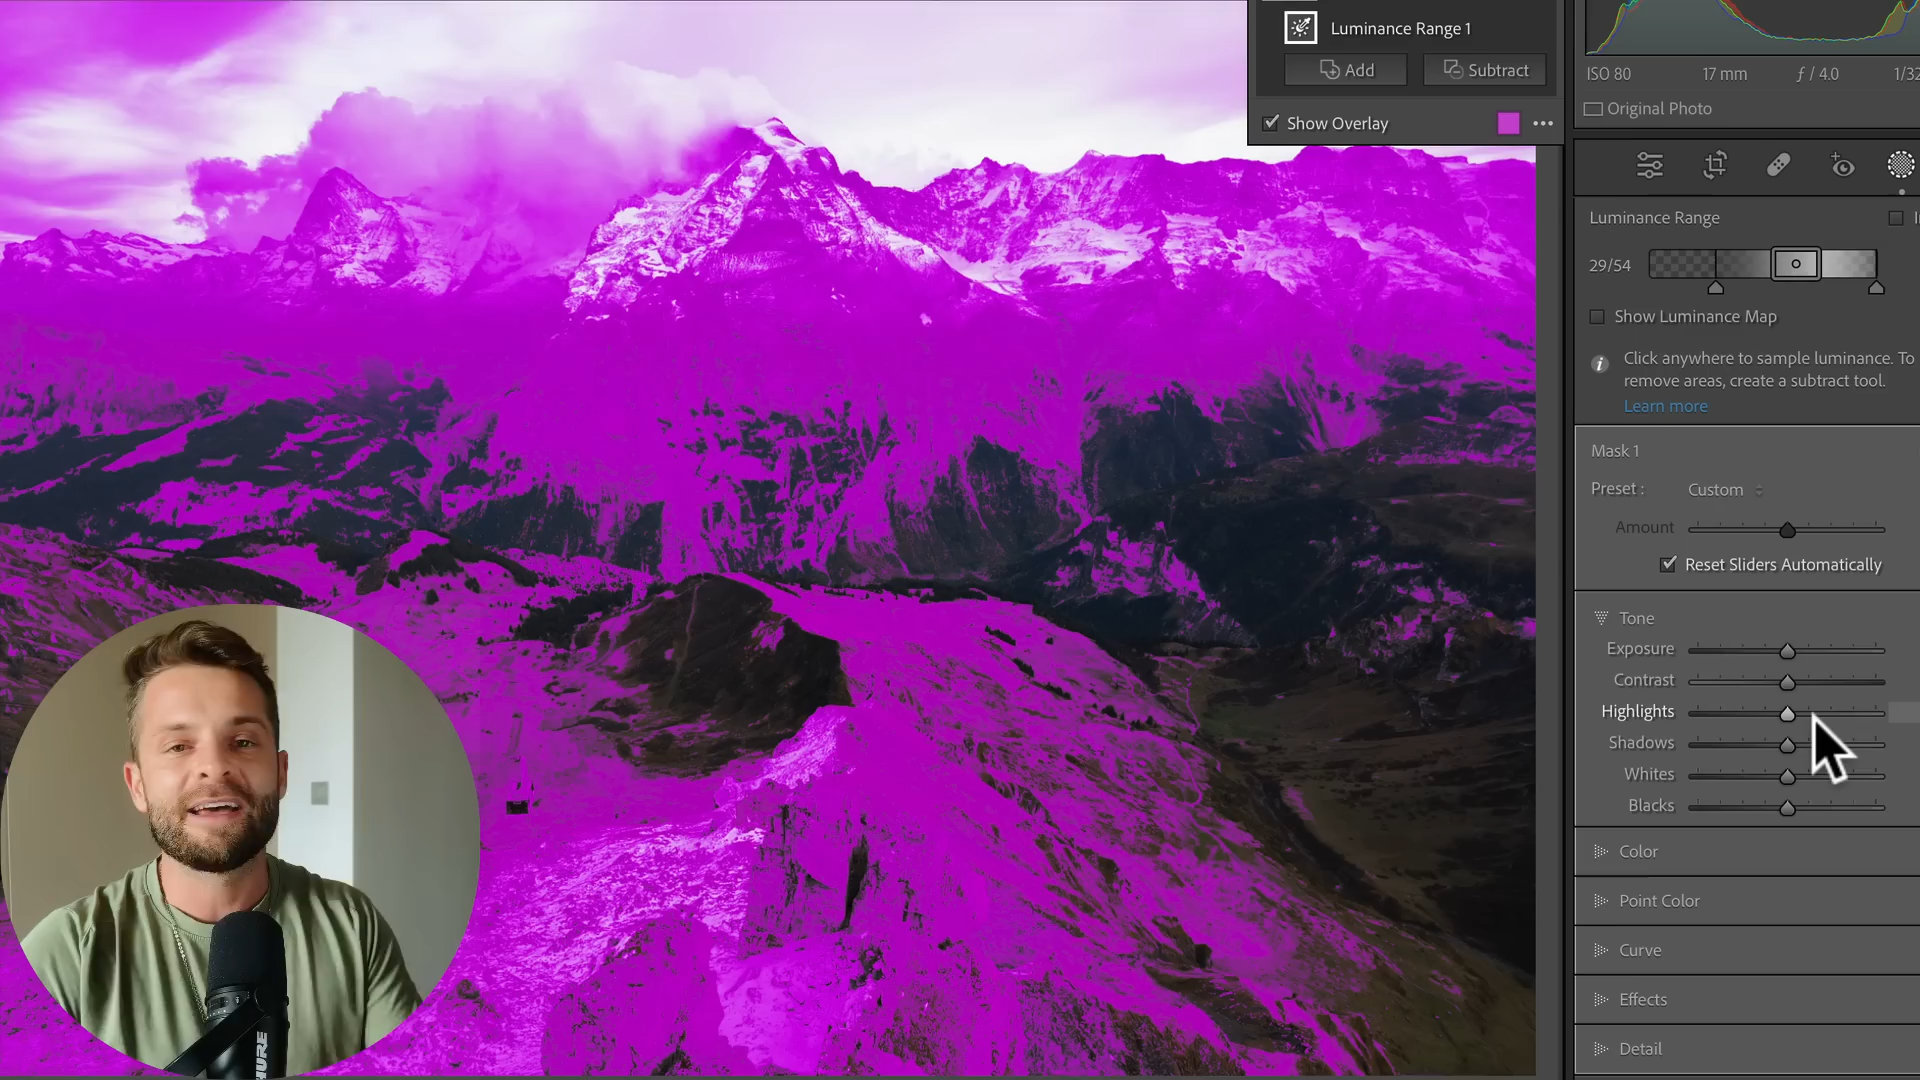 Luminance Range 1
Add
Subtract
Show Overlay
ISO 80
17 mm
ƒ / 4.0
1/32
Original Photo
Luminance Range
29/54
Show Luminance Map
Click anywhere to sample luminance. To
remove areas, create a subtract tool.
Learn more
Mask 1
Preset :
Custom
Amount
Reset Sliders Automatically
Tone
Exposure
Contrast
Highlights
Shadows
Whites
Blacks
Color
Point Color
Curve
Effects
Detail